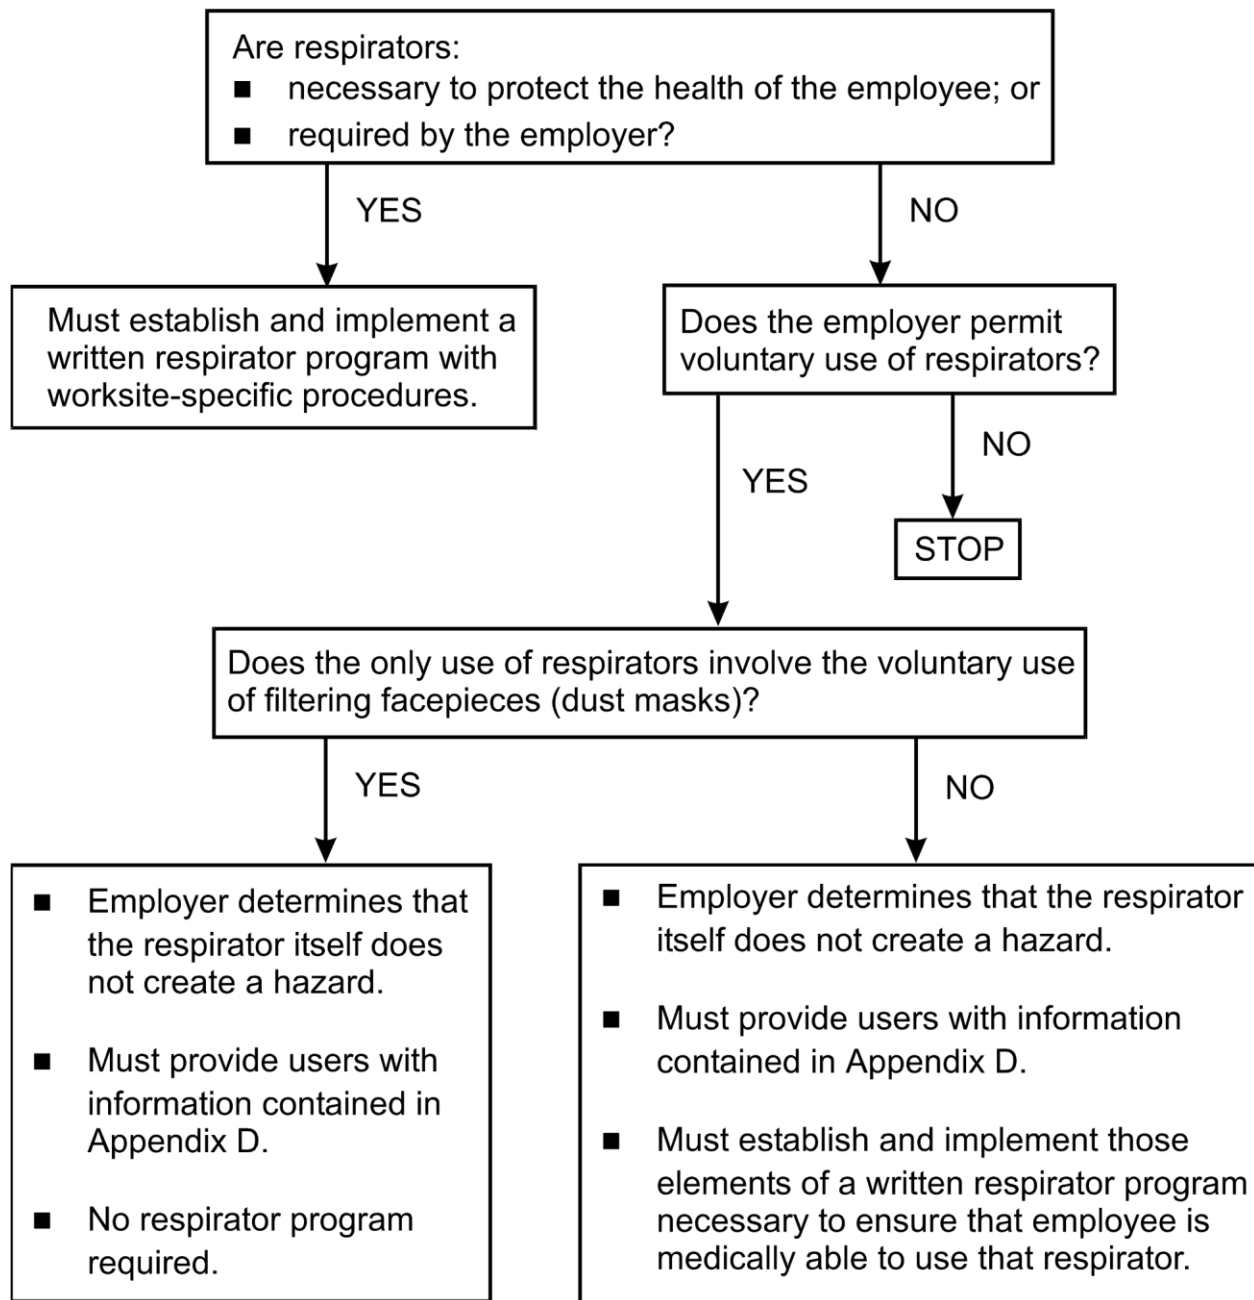 Are respirators:
■ necessary to protect the health of the employee; or
■ required by the employer?
YES
NO
Must establish and implement a
written respirator program with
worksite-specific procedures.
Does the employer permit
voluntary use of respirators?
YES
NO
STOP
Does the only use of respirators involve the voluntary use
of filtering facepieces (dust masks)?
YES
NO
■ Employer determines that
the respirator itself does
not create a hazard.
■ Must provide users with
information contained in
Appendix D.
■ No respirator program
required.
■ Employer determines that the respirator
itself does not create a hazard.
■ Must provide users with information
contained in Appendix D.
■ Must establish and implement those
elements of a written respirator program
necessary to ensure that employee is
medically able to use that respirator.